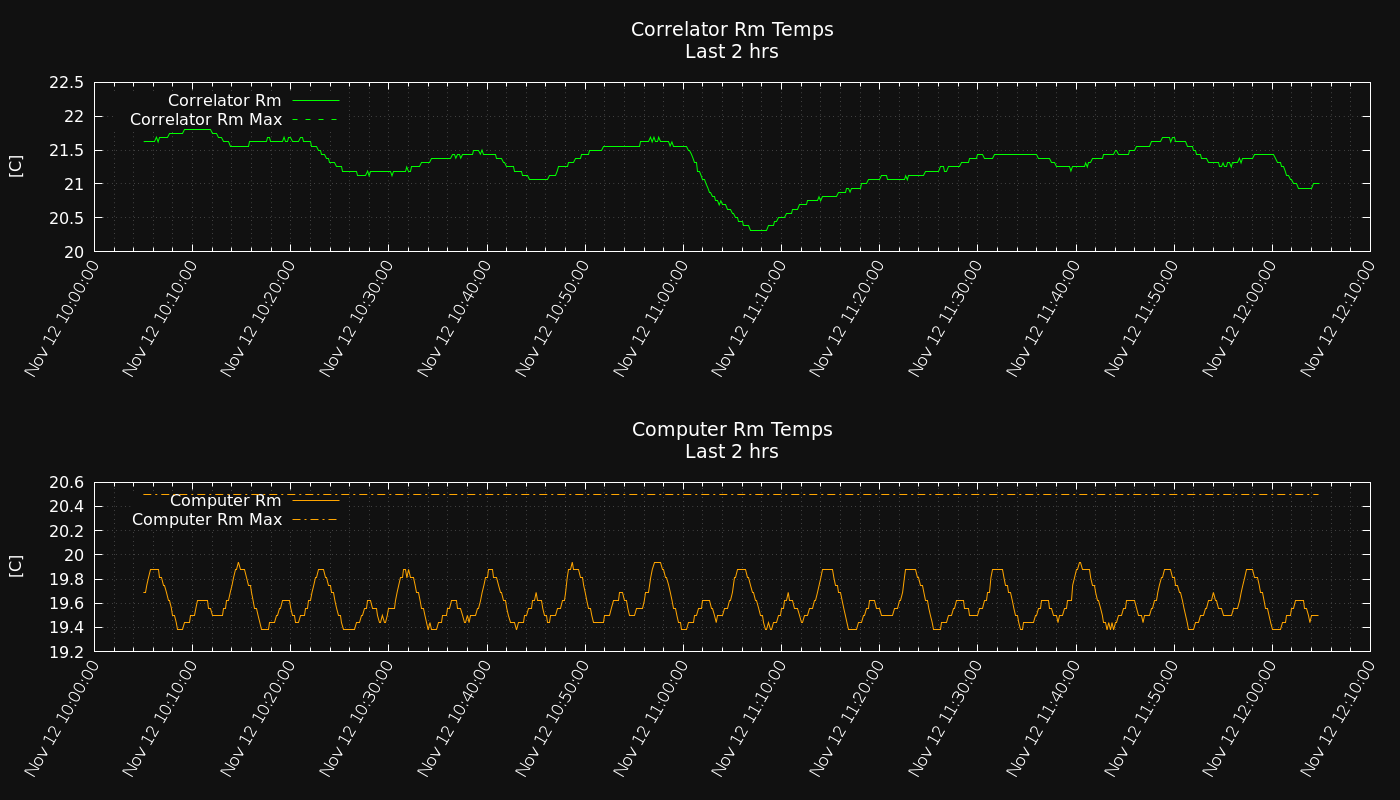 Correlator Rm Temps
Last 2 hrs
22.5
22
21.5
21
20.5
20
[C]
Correlator Rm
Correlator Rm Max
Nov 12 10:00:00
Nov 12 10:10:00
Nov 12 10:20:00
Nov 12 10:30:00
Nov 12 10:40:00
Nov 12 10:50:00
Nov 12 11:00:00
Nov 12 11:10:00
Nov 12 11:20:00
Nov 12 11:30:00
Nov 12 11:40:00
Nov 12 11:50:00
Nov 12 12:00:00
Nov 12 12:10:00
Computer Rm Temps
Last 2 hrs
20.6
20.4
20.2
20
19.8
19.6
19.4
19.2
[C]
Computer Rm
Computer Rm Max
Nov 12 10:00:00
Nov 12 10:10:00
Nov 12 10:20:00
Nov 12 10:30:00
Nov 12 10:40:00
Nov 12 10:50:00
Nov 12 11:00:00
Nov 12 11:10:00
Nov 12 11:20:00
Nov 12 11:30:00
Nov 12 11:40:00
Nov 12 11:50:00
Nov 12 12:00:00
Nov 12 12:10:00